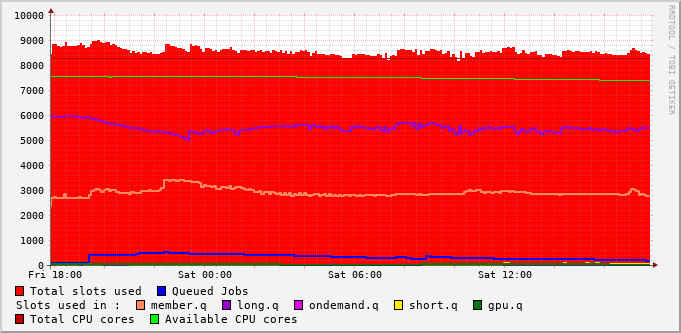 10000
9000
8000
7000
6000
5000
4000
3000
2000
1000
0
Fri 18:00 Sat 00:00 Sat 06:00 Sat 12:00
RRDTOOL / TOBI OETIKER
Total slots used Queued Jobs
Slots used in : member.q long.q ondemand.q short.q gpu.q
Total CPU cores Available CPU cores